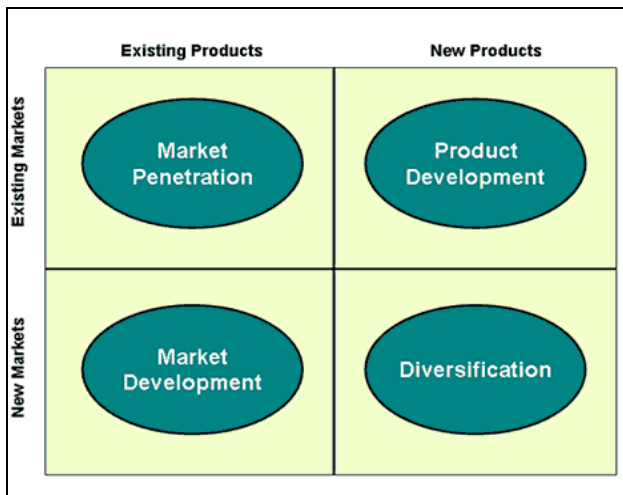 Existing Products
New Products
Existing Markets
Market
Penetration
Product
Development
New Markets
Market
Development
Diversification